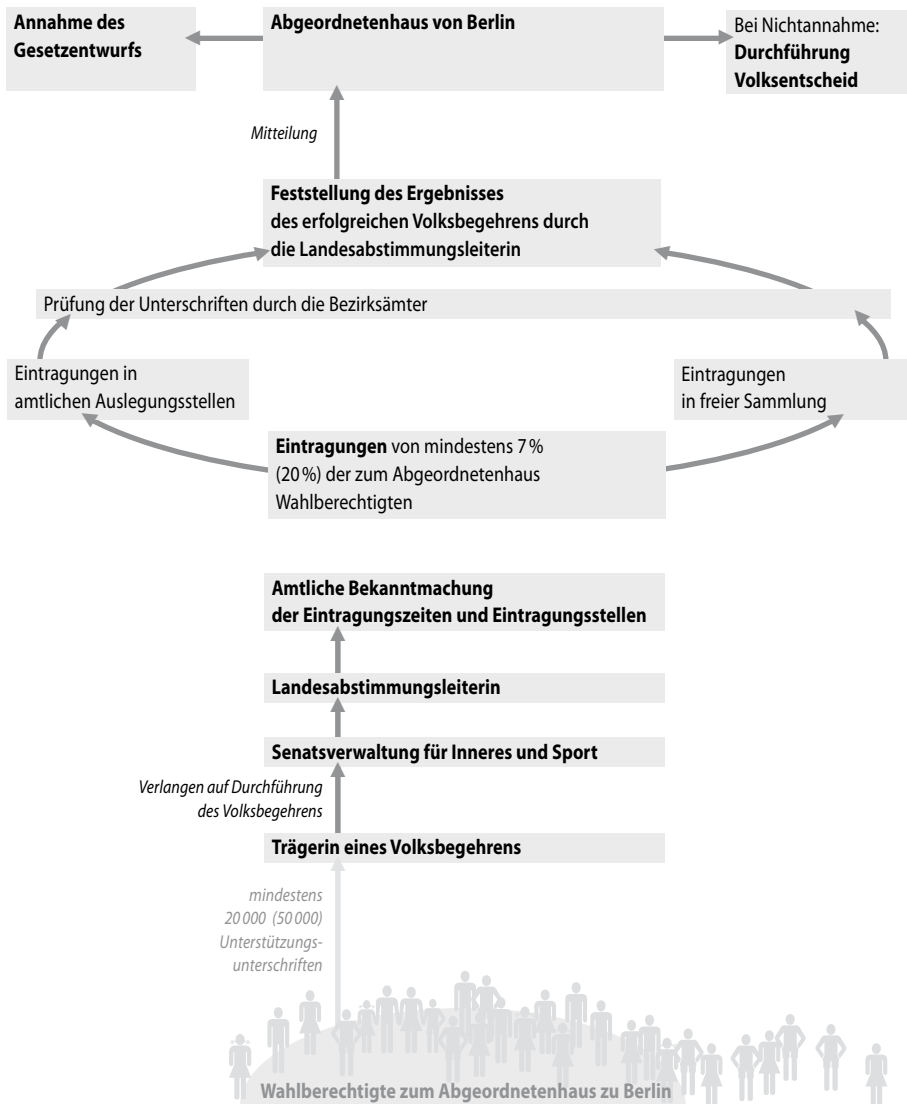 Annahme des
Gesetzentwurfs
Abgeordnetenhaus von Berlin
Bei Nichtannahme:
Durchführung
Volksentscheid
Mitteilung
Feststellung des Ergebnisses
des erfolgreichen Volksbegehrens durch
die Landesabstimmungsleiterin
Prüfung der Unterschriften durch die Bezirksämter
Eintragungen in
amtlichen Auslegungsstellen
Eintragungen
in freier Sammlung
Eintragungen von mindestens 7 %
(20 %) der zum Abgeordnetenhaus
Wahlberechtigten
Amtliche Bekanntmachung
der Eintragungszeiten und Eintragungsstellen
Landesabstimmungsleiterin
Senatsverwaltung für Inneres und Sport
Verlangen auf Durchführung
des Volksbegehrens
Trägerin eines Volksbegehrens
mindestens
20 000 (50 000)
Unterstützungs-
unterschriften
Wahlberechtigte zum Abgeordnetenhaus zu Berlin